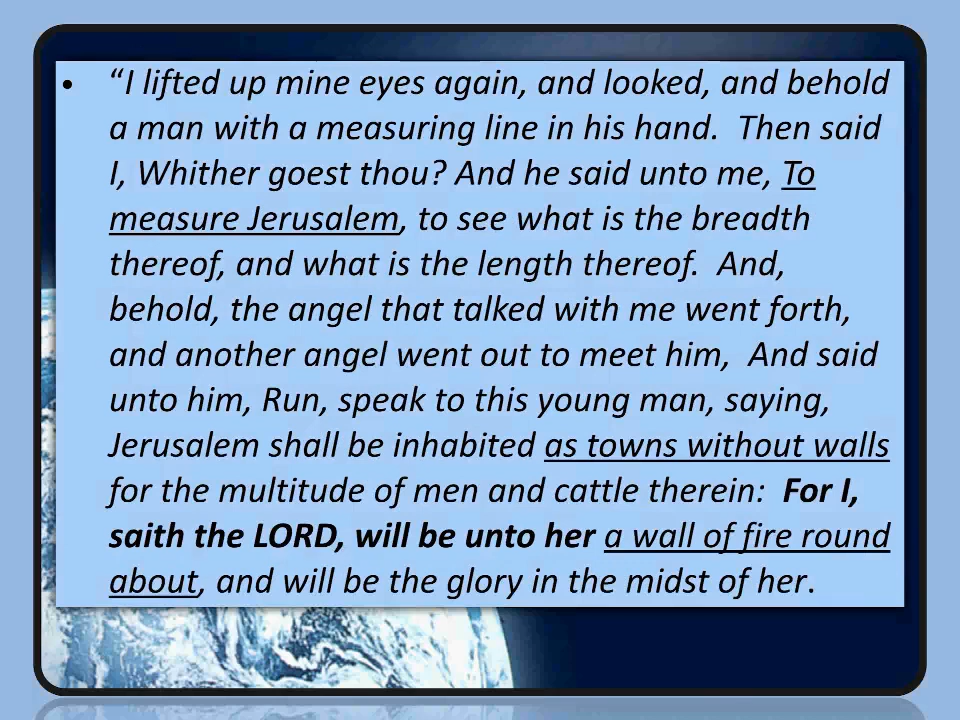 • “I lifted up mine eyes again, and looked, and behold
a man with a measuring line in his hand.  Then said
I, Whither goest thou? And he said unto me, To
measure Jerusalem, to see what is the breadth
thereof, and what is the length thereof.  And,
behold, the angel that talked with me went forth,
and another angel went out to meet him,  And said
unto him, Run, speak to this young man, saying,
Jerusalem shall be inhabited as towns without walls
for the multitude of men and cattle therein:  For I,
saith the LORD, will be unto her a wall of fire round
about, and will be the glory in the midst of her.